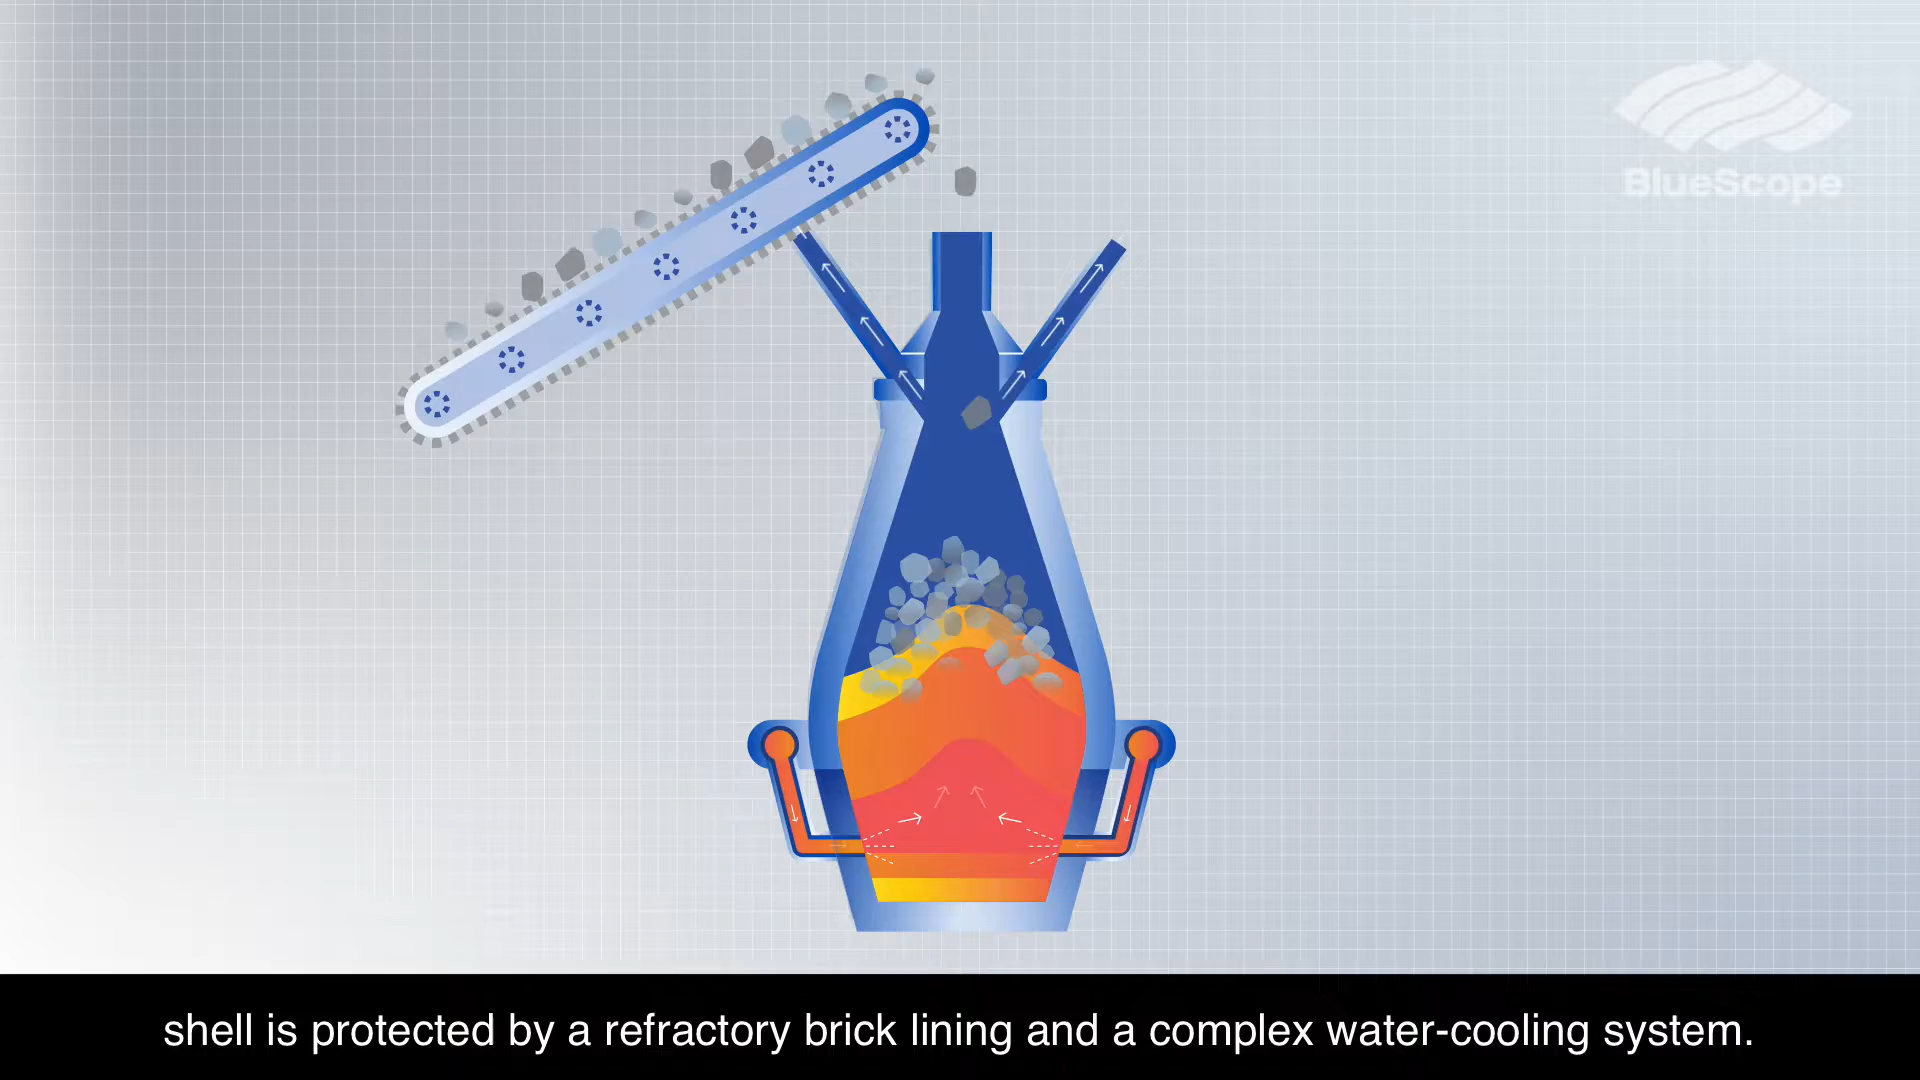 BlueScope
shell is protected by a refractory brick lining and a complex water-cooling system.